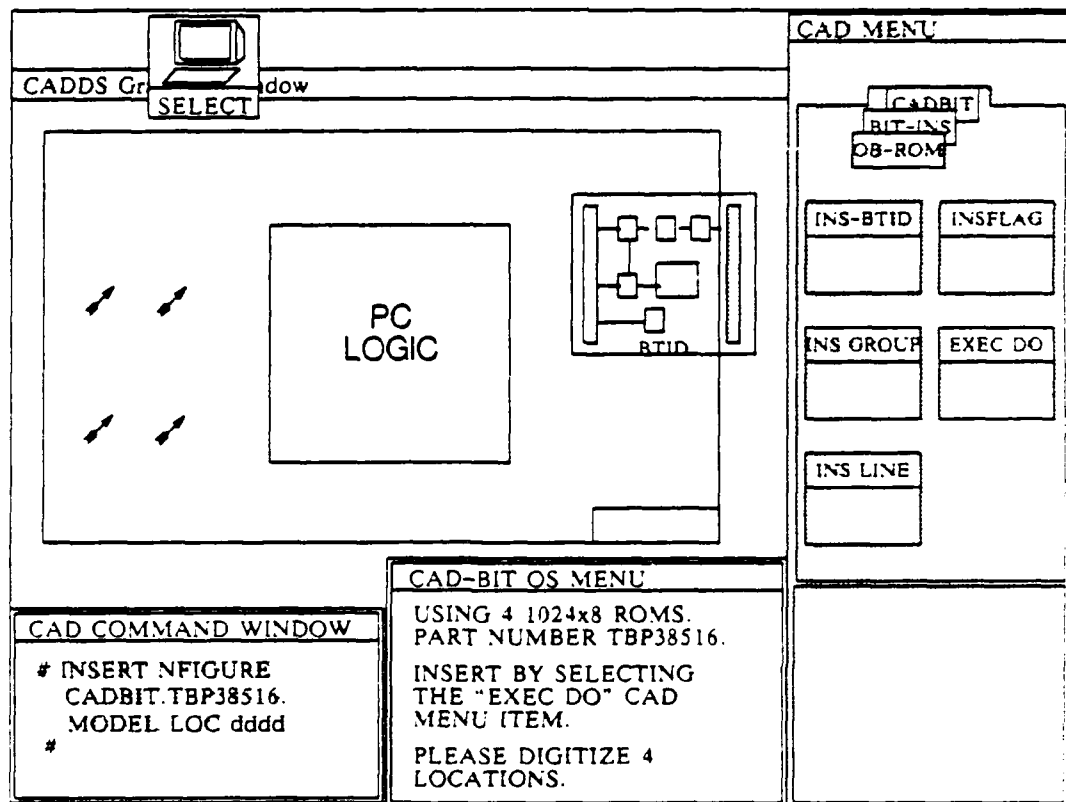 CAD MENU
CADDS Gr dow
SELECT
CADBIT
BIT-INS
OB-ROM
INS-BTID
INSFLAG
PC
LOGIC
BTID
INS GROUP
EXEC DO
INS LINE
CAD COMMAND WINDOW
# INSERT NFIGURE
CADBIT.TBP38516.
MODEL LOC dddd
#
CAD-BIT OS MENU
USING 4 1024x8 ROMS.
PART NUMBER TBP38516.
INSERT BY SELECTING
THE "EXEC DO" CAD
MENU ITEM.
PLEASE DIGITIZE 4
LOCATIONS.